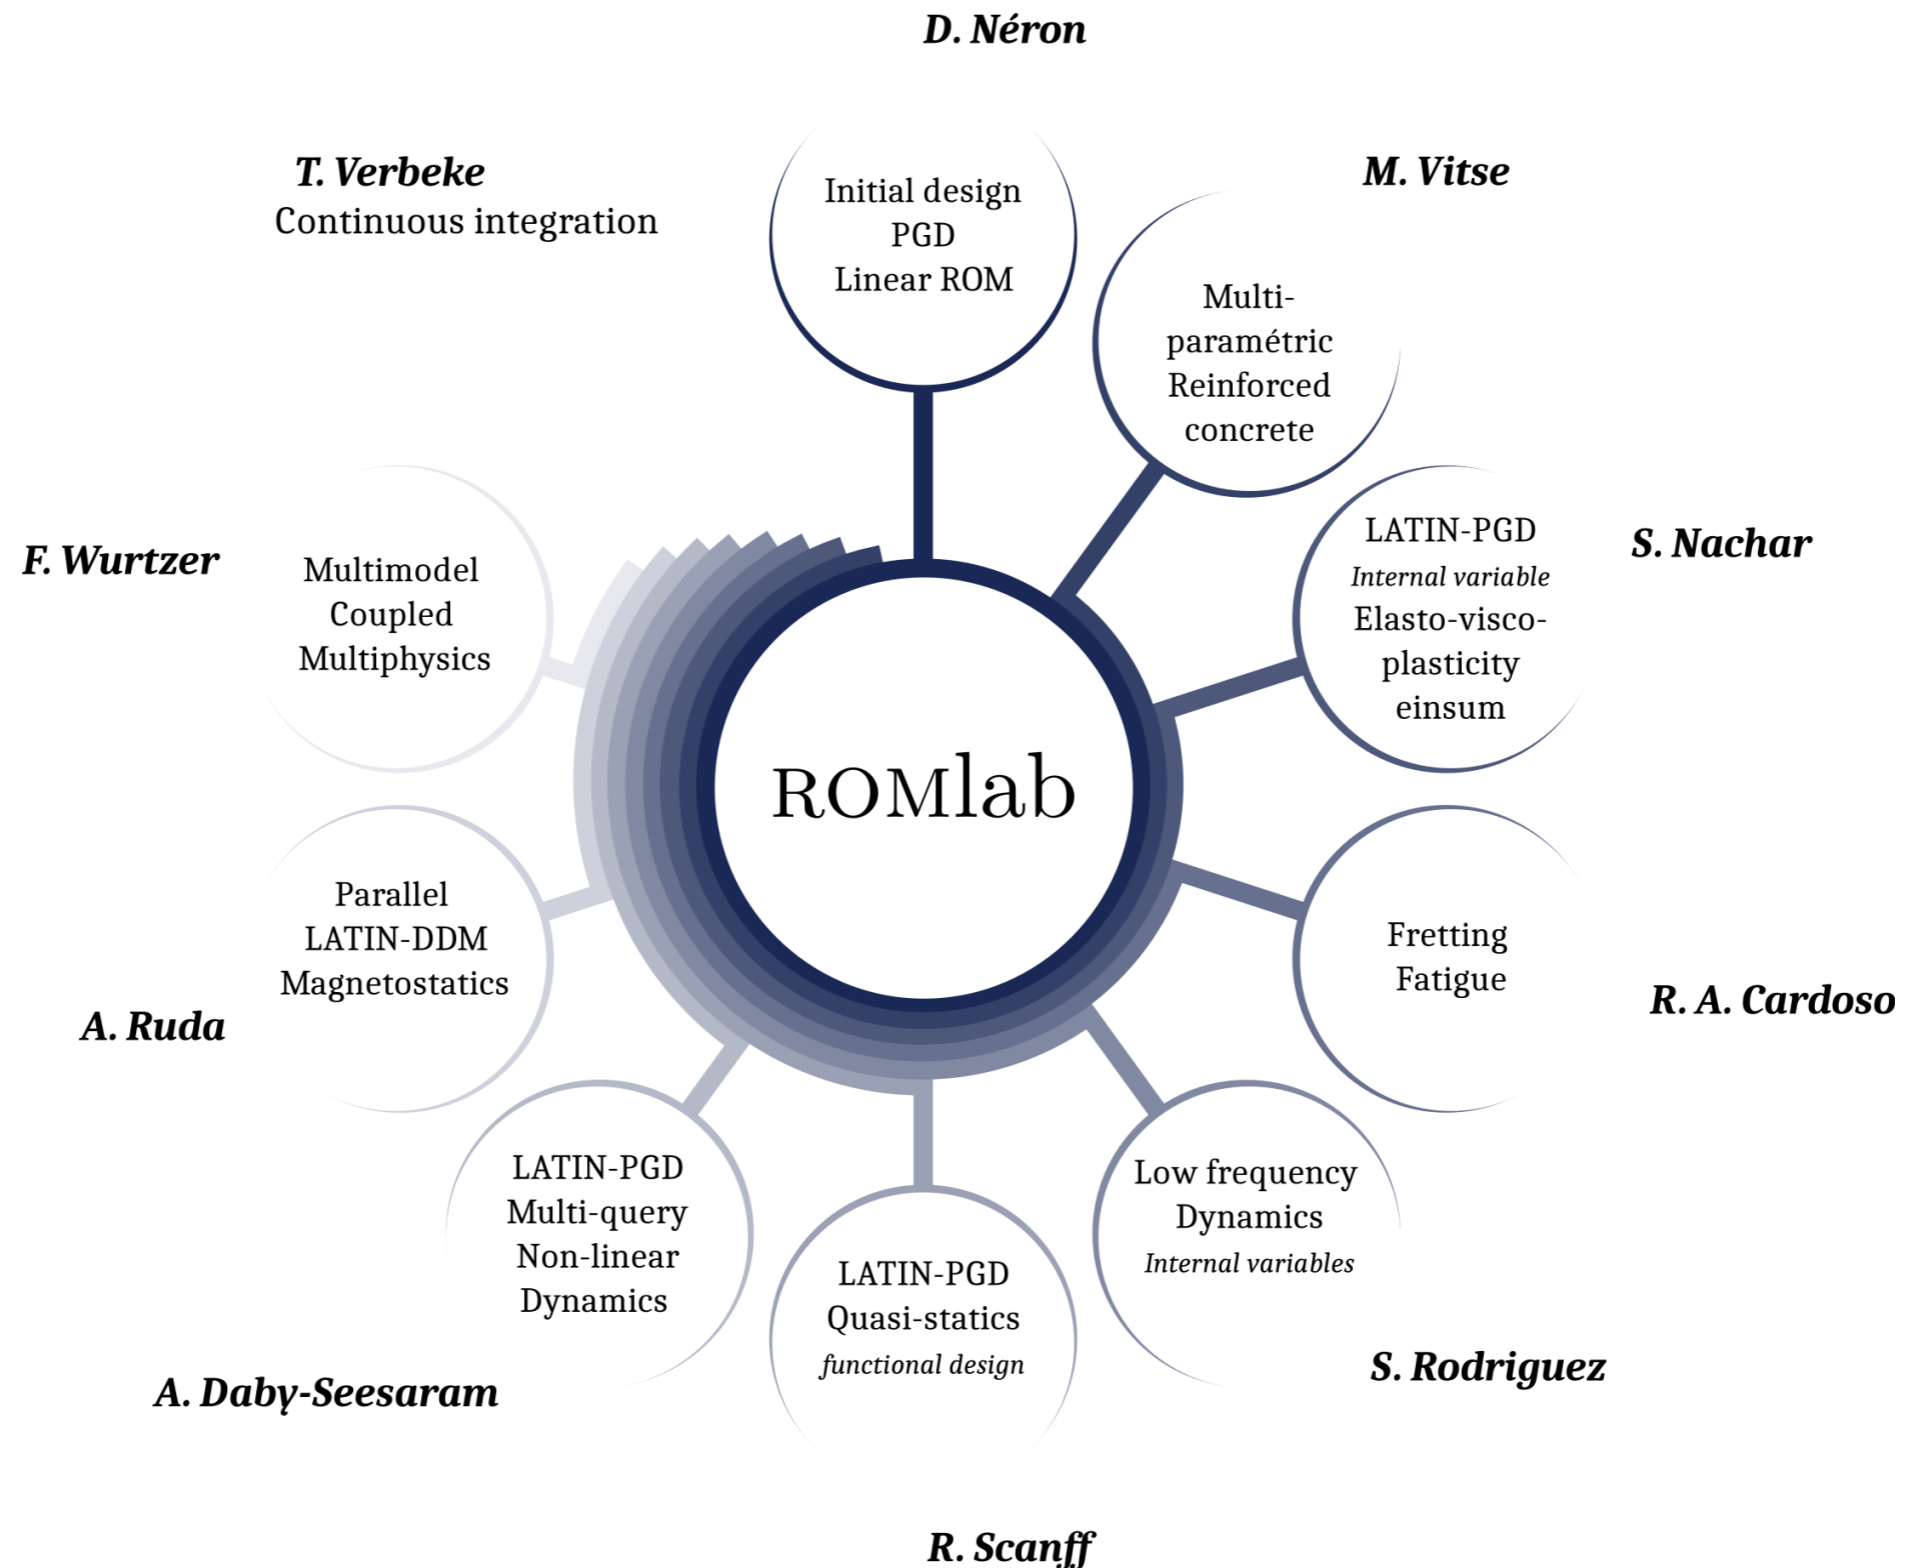 D. Néron
Initial design
PGD
Linear ROM
M. Vitse
Multi-
paramétric
Reinforced
concrete
S. Nachar
LATIN-PGD
Internal variable
Elasto-visco-
plasticity
einsum
R. A. Cardoso
Fretting
Fatigue
S. Rodriguez
Low frequency
Dynamics
Internal variables
R. Scanff
LATIN-PGD
Quasi-statics
functional design
A. Daby-Seesaram
LATIN-PGD
Multi-query
Non-linear
Dynamics
A. Ruda
Parallel
LATIN-DDM
Magnetostatics
F. Wurtzer
Multimodel
Coupled
Multiphysics
T. Verbeke
Continuous integration
ROMlab